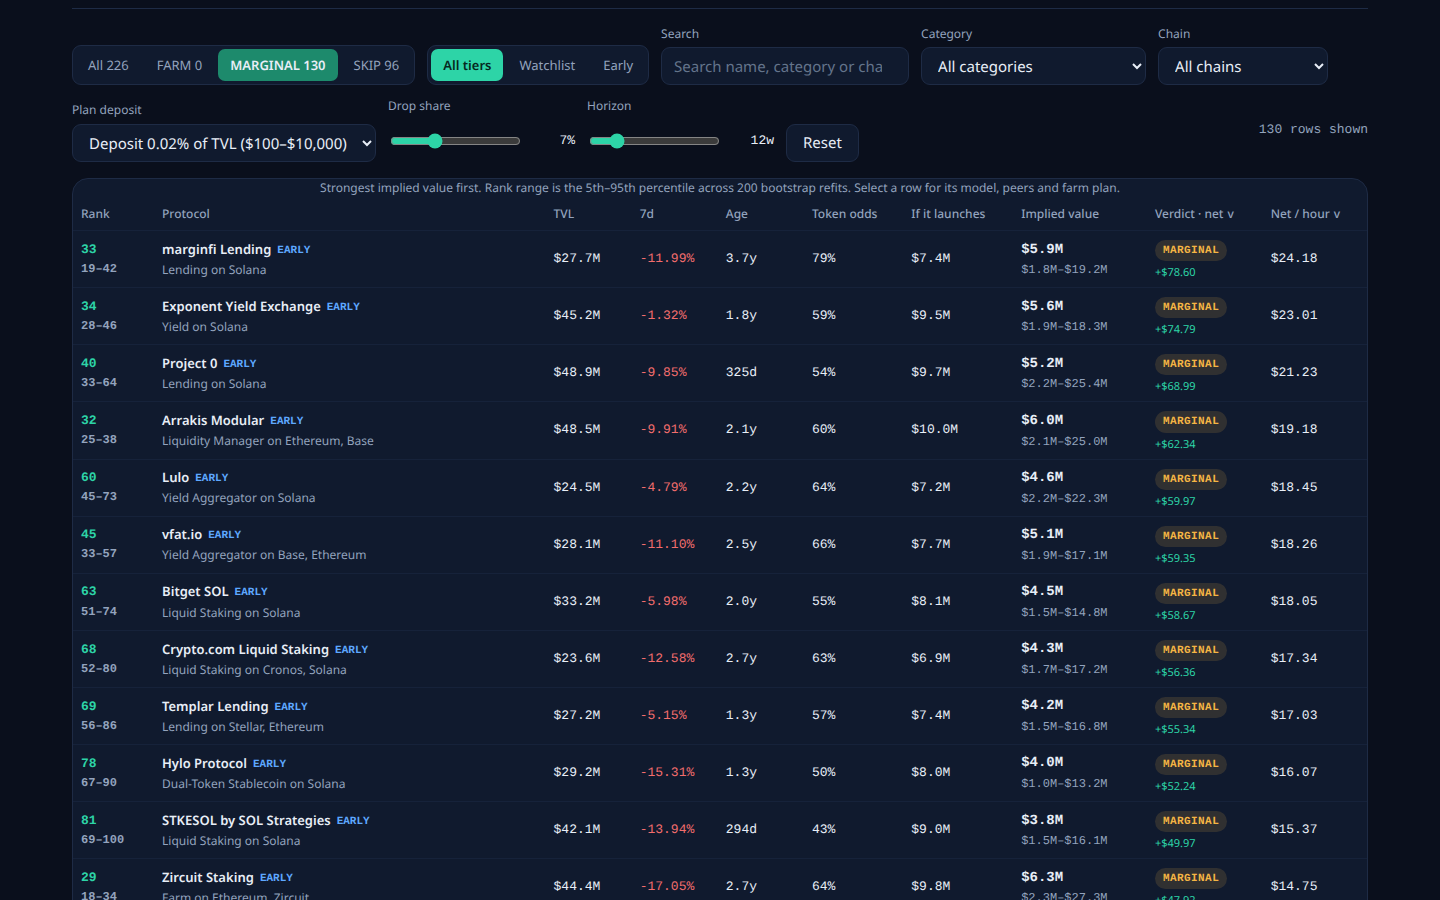 Search
Category
Chain
All 226 FARM 0 MARGINAL 130 SKIP 96
All tiers Watchlist Early
Search name, category or cha
All categories
All chains
Plan deposit
Drop share
Horizon
Deposit 0.02% of TVL ($100–$10,000)
7%
12w
Reset
130 rows shown
Strongest implied value first. Rank range is the 5th–95th percentile across 200 bootstrap refits. Select a row for its model, peers and farm plan.
Rank Protocol TVL 7d Age Token odds If it launches Implied value Verdict · net v Net / hour v
33 marginfi Lending EARLY $27.7M -11.99% 3.7y 79% $7.4M $5.9M MARGINAL $24.18
19–42 Lending on Solana $1.8M–$19.2M +$78.60
34 Exponent Yield Exchange EARLY $45.2M -1.32% 1.8y 59% $9.5M $5.6M MARGINAL $23.01
28–46 Yield on Solana $1.9M–$18.3M +$74.79
40 Project 0 EARLY $48.9M -9.85% 325d 54% $9.7M $5.2M MARGINAL $21.23
33–64 Lending on Solana $2.2M–$25.4M +$68.99
32 Arrakis Modular EARLY $48.5M -9.91% 2.1y 60% $10.0M $6.0M MARGINAL $19.18
25–38 Liquidity Manager on Ethereum, Base $2.1M–$25.0M +$62.34
60 Lulo EARLY $24.5M -4.79% 2.2y 64% $7.2M $4.6M MARGINAL $18.45
45–73 Yield Aggregator on Solana $2.2M–$22.3M +$59.97
45 vfat.io EARLY $28.1M -11.10% 2.5y 66% $7.7M $5.1M MARGINAL $18.26
33–57 Yield Aggregator on Base, Ethereum $1.9M–$17.1M +$59.35
63 Bitget SOL EARLY $33.2M -5.98% 2.0y 55% $8.1M $4.5M MARGINAL $18.05
51–74 Liquid Staking on Solana $1.5M–$14.8M +$58.67
68 Crypto.com Liquid Staking EARLY $23.6M -12.58% 2.7y 63% $6.9M $4.3M MARGINAL $17.34
52–80 Liquid Staking on Cronos, Solana $1.7M–$17.2M +$56.36
69 Templar Lending EARLY $27.2M -5.15% 1.3y 57% $7.4M $4.2M MARGINAL $17.03
56–86 Lending on Stellar, Ethereum $1.5M–$16.8M +$55.34
78 Hylo Protocol EARLY $29.2M -15.31% 1.3y 50% $8.0M $4.0M MARGINAL $16.07
67–90 Dual-Token Stablecoin on Solana $1.0M–$13.2M +$52.24
81 STKESOL by SOL Strategies EARLY $42.1M -13.94% 294d 43% $9.0M $3.8M MARGINAL $15.37
69–100 Liquid Staking on Solana $1.5M–$16.1M +$49.97
29 Zircuit Staking EARLY $44.4M -17.05% 2.7y 64% $9.8M $6.3M MARGINAL $14.75
18–34 Farm on Ethereum, Zircuit $2.3M–$27.3M +$47.92